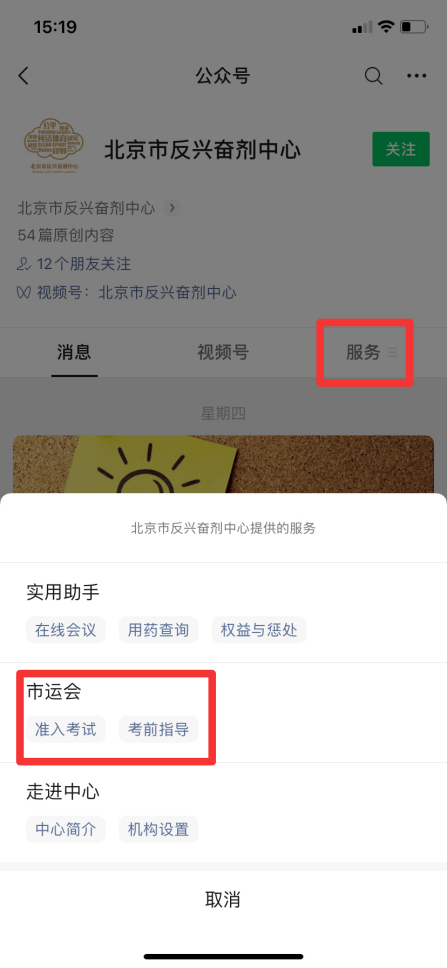 15:19
公众号
北京市反兴奋剂中心
关注
北京市反兴奋剂中心
54篇原创内容
12个朋友关注
视频号：北京市反兴奋剂中心
消息 视频号 服务
星期四
北京市反兴奋剂中心提供的服务
实用助手
在线会议 用药查询 权益与惩处
市运会
准入考试 考前指导
走进中心
中心简介 机构设置
取消